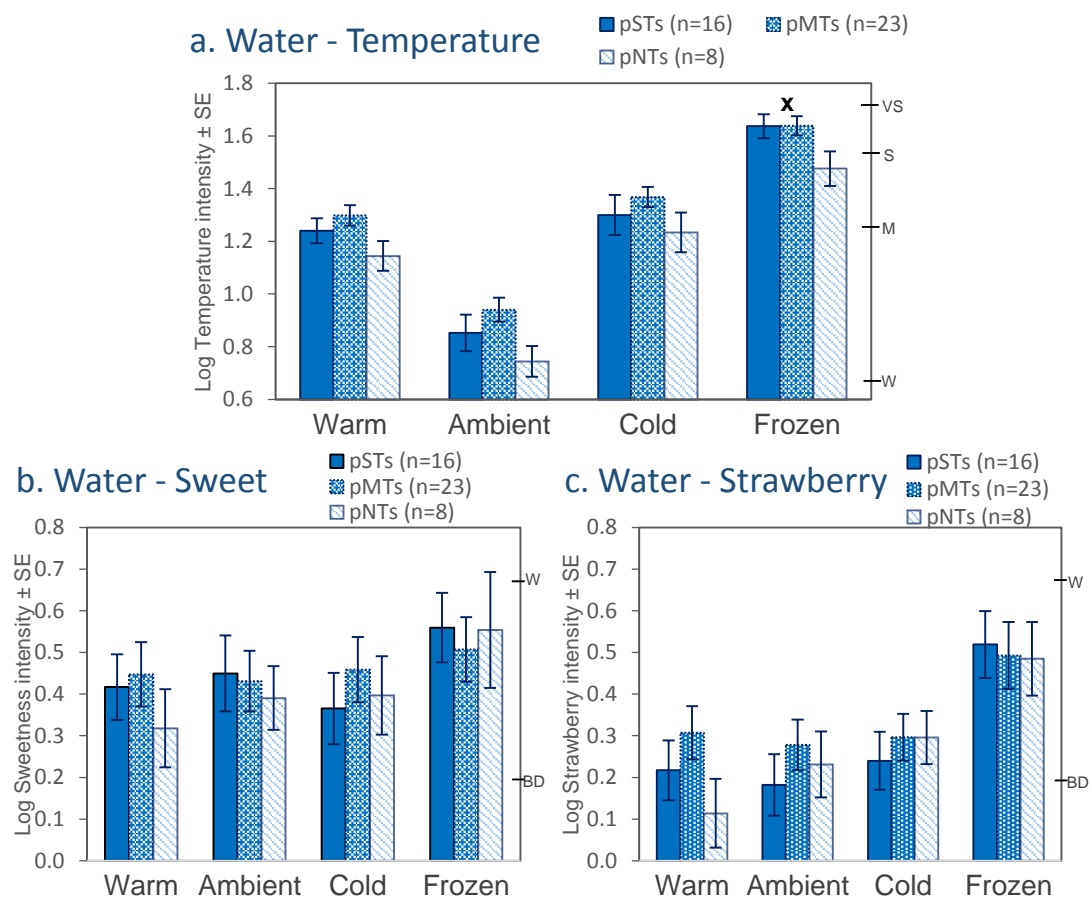 a. Water - Temperature
pSTs (n=16) pMTs (n=23)
pNTs (n=8)
Log Temperature intensity ± SE
1.8
1.6
1.4
1.2
1.0
0.8
0.6
x
VS
S
M
W
Warm Ambient Cold Frozen
b. Water - Sweet
pSTs (n=16)
pMTs (n=23)
pNTs (n=8)
Log Sweetness intensity ± SE
0.8
0.7
0.6
0.5
0.4
0.3
0.2
0.1
0.0
W
BD
Warm Ambient Cold Frozen
c. Water - Strawberry
pSTs (n=16)
pMTs (n=23)
pNTs (n=8)
Log Strawberry intensity ± SE
0.8
0.7
0.6
0.5
0.4
0.3
0.2
0.1
0.0
W
BD
Warm Ambient Cold Frozen